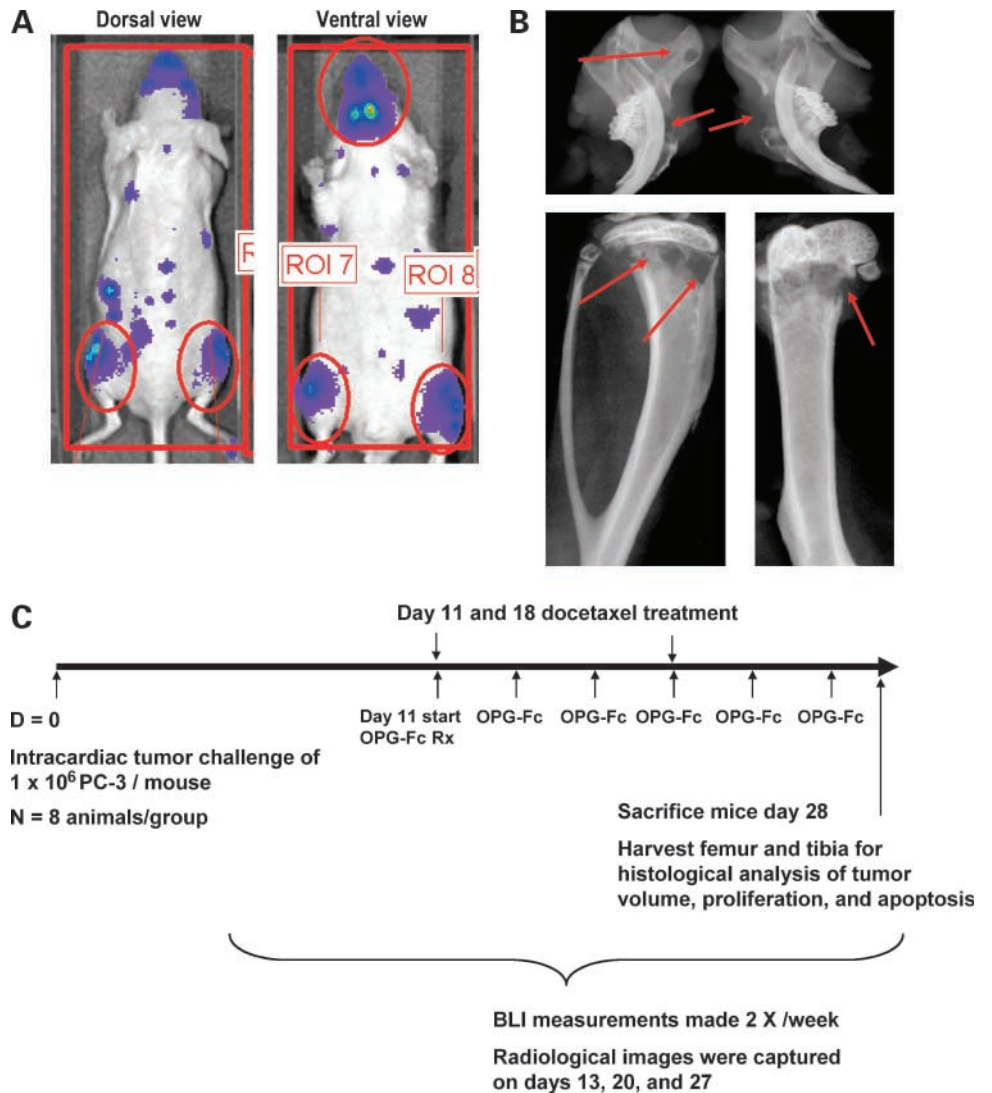 A
Dorsal view
Ventral view
R
ROI 7
ROI 8
B
C
Day 11 and 18 docetaxel treatment
D = 0
Day 11 start
OPG-Fc Rx
OPG-Fc
OPG-Fc
OPG-Fc
OPG-Fc
OPG-Fc
Intracardiac tumor challenge of
1 x 10⁶ PC-3 / mouse
N = 8 animals/group
Sacrifice mice day 28
Harvest femur and tibia for
histological analysis of tumor
volume, proliferation, and apoptosis
BLI measurements made 2 X /week
Radiological images were captured
on days 13, 20, and 27